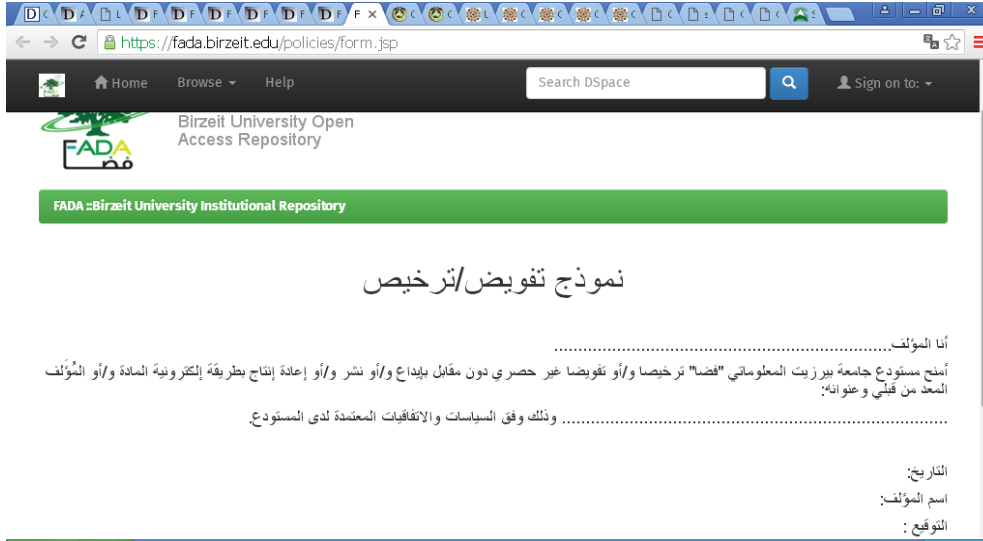 https://fada.birzeit.edu/policies/form.jsp
Home Browse Help Search DSpace Sign on to:
Birzeit University Open
Access Repository
FADA
فضا
FADA ::Birzeit University Institutional Repository
نموذج تفويض/ترخيص
أنا المؤلف.......................................................................
أمنح مستودع جامعة بيرزيت المعلوماتي "فضا" ترخيصا و/أو تفويضا غير حصري دون مقابل بإيداع و/أو نشر و/أو إعادة إنتاج بطريقة إلكترونية المادة و/أو المُؤَلف
المعد من قبلي وعنوانه:
................................................................................. وذلك وفق السياسات والاتفاقيات المعتمدة لدى المستودع.
التاريخ:
اسم المؤلف:
التوقيع :